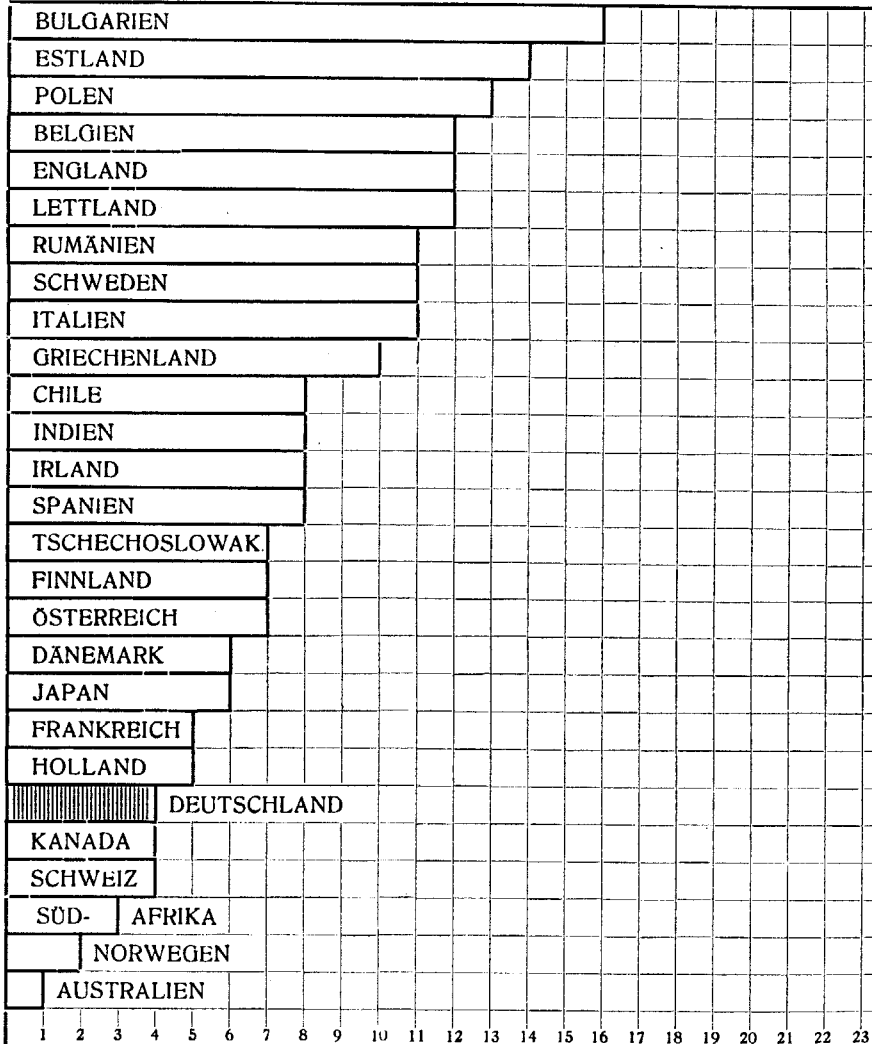 BULGARIEN
ESTLAND
POLEN
BELGIEN
ENGLAND
LETTLAND
RUMÄNIEN
SCHWEDEN
ITALIEN
GRIECHENLAND
CHILE
INDIEN
IRLAND
SPANIEN
TSCHECHOSLOWAK.
FINNLAND
ÖSTERREICH
DÄNEMARK
JAPAN
FRANKREICH
HOLLAND
DEUTSCHLAND
KANADA
SCHWEIZ
SÜD- AFRIKA
NORWEGEN
AUSTRALIEN
1 2 3 4 5 6 7 8 9 10 11 12 13 14 15 16 17 18 19 20 21 22 23